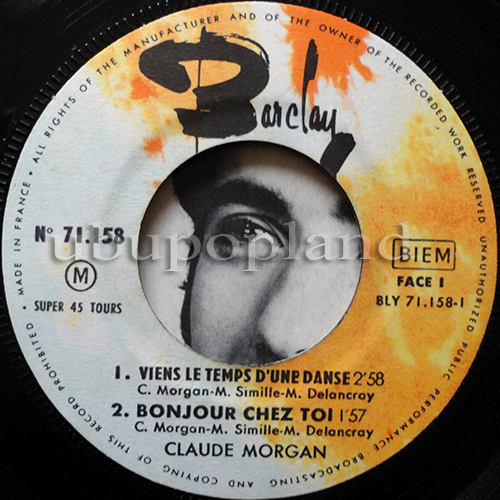 ALL RIGHTS OF THE MANUFACTURER AND OF THE OWNER OF THE RECORDED WORK RESERVED UNAUTHORIZED PUBLIC PERFORMANCE BROADCASTING AND COPYING OF THIS RECORD PROHIBITED • MADE IN FRANCE •
Barclay
N° 71.158
M
SUPER 45 TOURS
BIEM
FACE 1
BLY 71.158-1
ubupopland
1. VIENS LE TEMPS D'UNE DANSE 2'58
C. Morgan-M. Simille-M. Delancray
2. BONJOUR CHEZ TOI 1'57
C. Morgan-M. Simille-M. Delancray
CLAUDE MORGAN